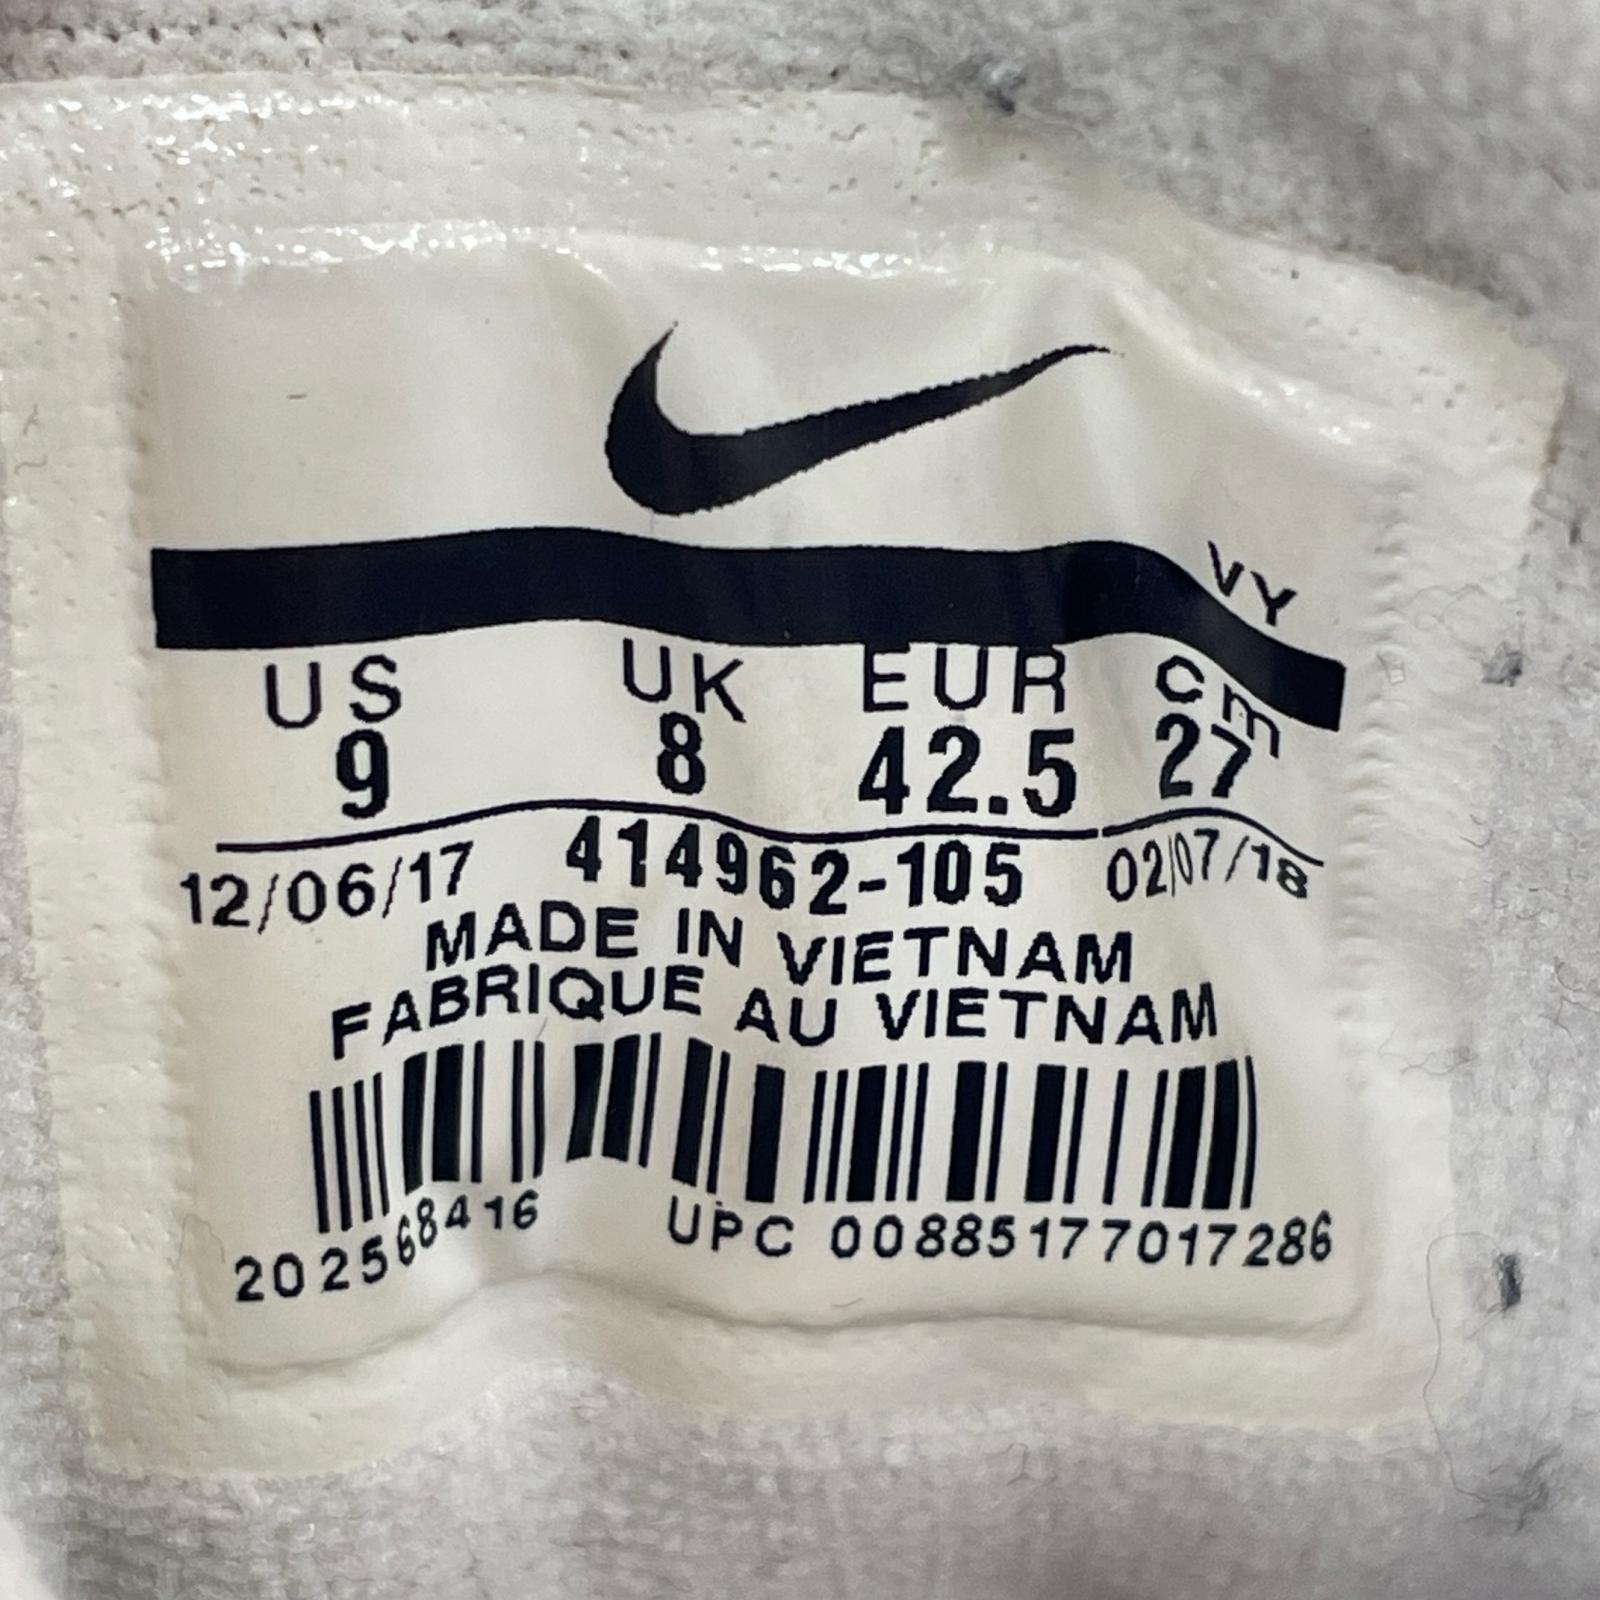 VY
US UK EUR cm
9 8 42.5 27
12/06/17 414962-105 02/07/18
MADE IN VIETNAM
FABRIQUE AU VIETNAM
202568416 UPC 00885177017286